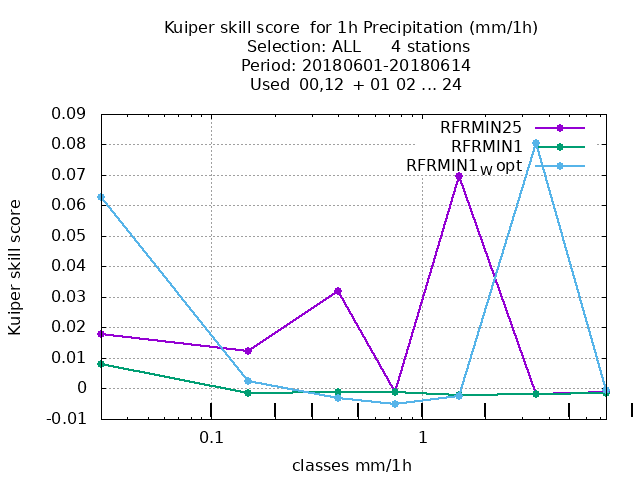 Kuiper skill score  for 1h Precipitation (mm/1h)
Selection: ALL      4 stations
Period: 20180601-20180614
Used  00,12  + 01 02 ... 24
RFRMIN25
RFRMIN1
RFRMIN1W opt
0.09
0.08
0.07
0.06
0.05
0.04
0.03
0.02
0.01
0
-0.01
Kuiper skill score
0.1 1
classes mm/1h